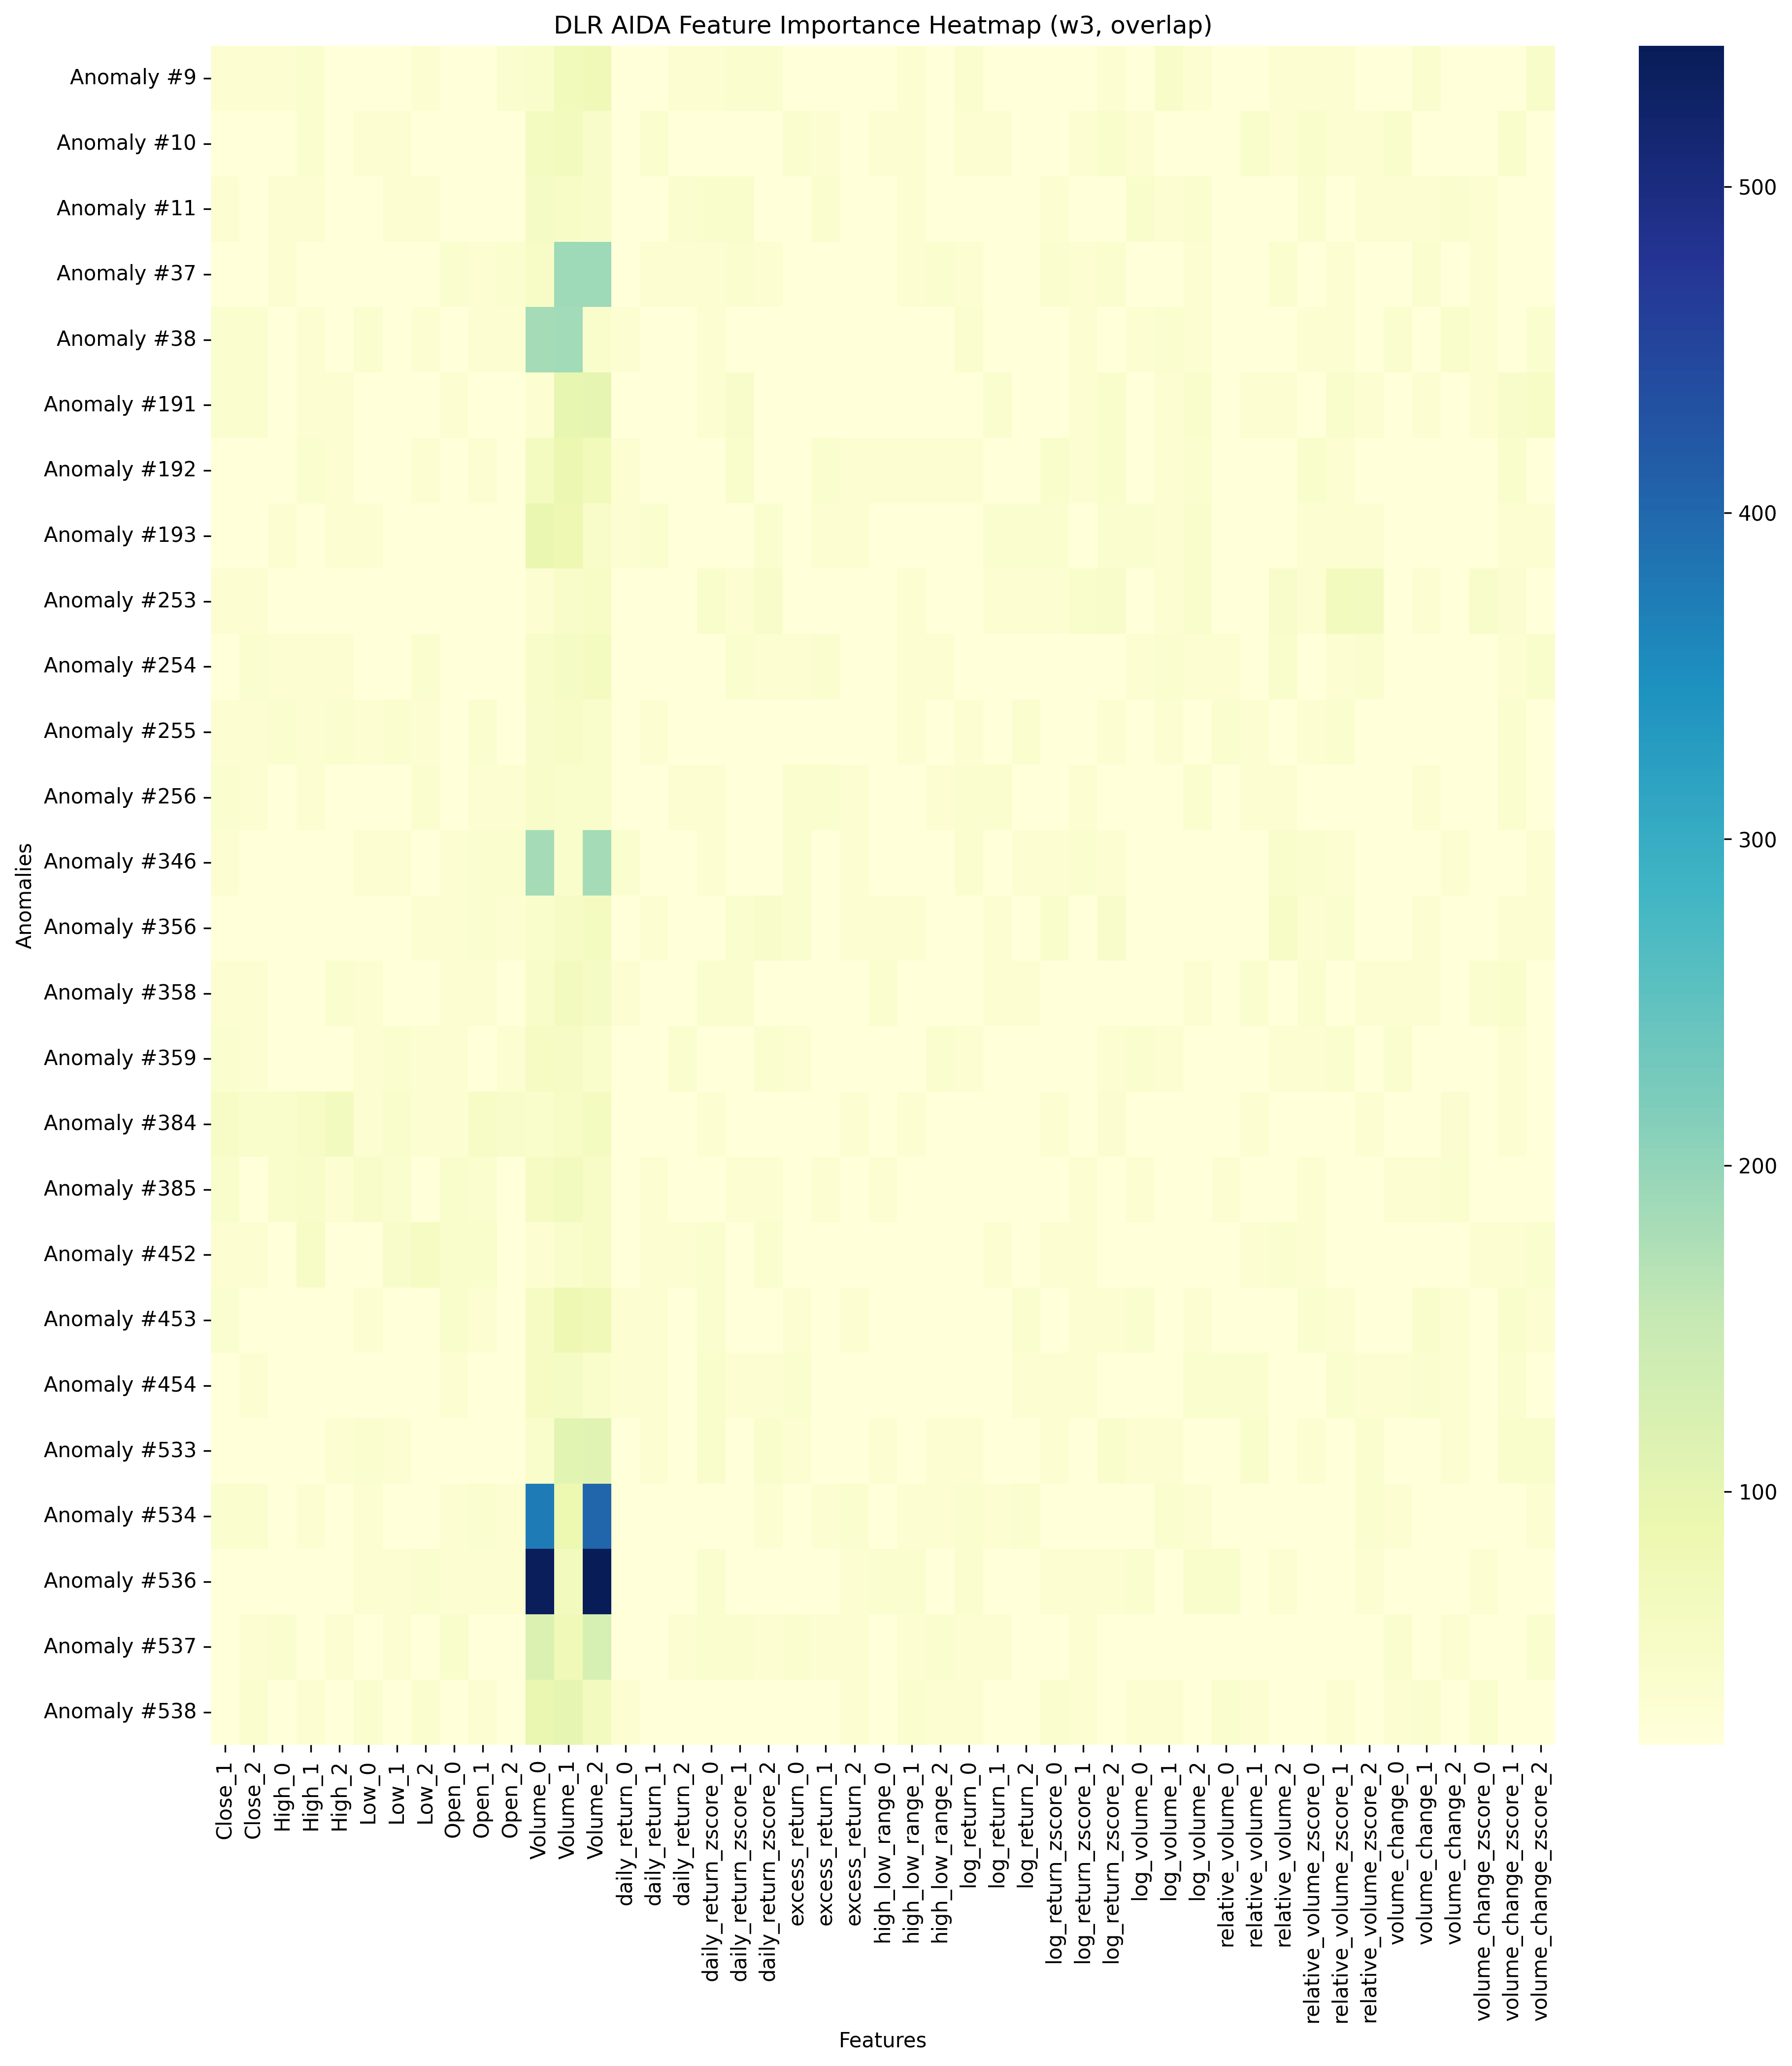 DLR AIDA Feature Importance Heatmap (w3, overlap)
Anomalies
Anomaly #9
Anomaly #10
Anomaly #11
Anomaly #37
Anomaly #38
Anomaly #191
Anomaly #192
Anomaly #193
Anomaly #253
Anomaly #254
Anomaly #255
Anomaly #256
Anomaly #346
Anomaly #356
Anomaly #358
Anomaly #359
Anomaly #384
Anomaly #385
Anomaly #452
Anomaly #453
Anomaly #454
Anomaly #533
Anomaly #534
Anomaly #536
Anomaly #537
Anomaly #538
Close_1
Close_2
High_0
High_1
High_2
Low_0
Low_1
Low_2
Open_0
Open_1
Open_2
Volume_0
Volume_1
Volume_2
daily_return_0
daily_return_1
daily_return_2
daily_return_zscore_0
daily_return_zscore_1
daily_return_zscore_2
excess_return_0
excess_return_1
excess_return_2
high_low_range_0
high_low_range_1
high_low_range_2
log_return_0
log_return_1
log_return_2
log_return_zscore_0
log_return_zscore_1
log_return_zscore_2
log_volume_0
log_volume_1
log_volume_2
relative_volume_0
relative_volume_1
relative_volume_2
relative_volume_zscore_0
relative_volume_zscore_1
relative_volume_zscore_2
volume_change_0
volume_change_1
volume_change_2
volume_change_zscore_0
volume_change_zscore_1
volume_change_zscore_2
Features
500
400
300
200
100